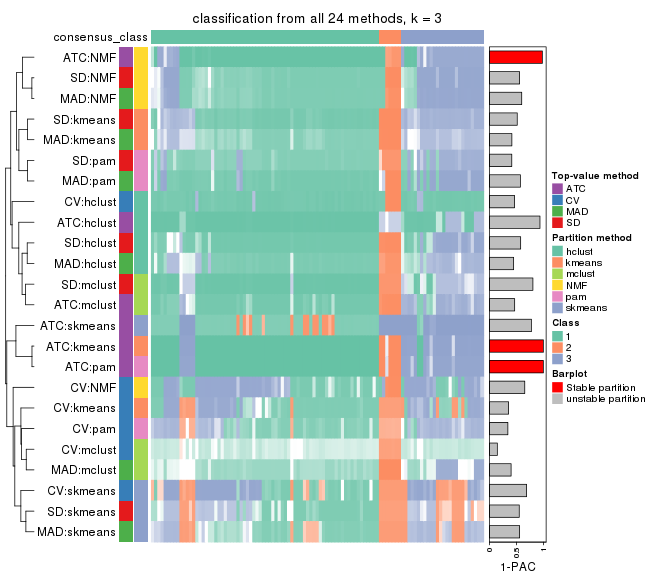 classification from all 24 methods, k = 3
consensus_class
ATC:NMF
SD:NMF
MAD:NMF
SD:kmeans
MAD:kmeans
SD:pam
MAD:pam
CV:hclust
ATC:hclust
SD:hclust
MAD:hclust
SD:mclust
ATC:mclust
ATC:skmeans
ATC:kmeans
ATC:pam
CV:NMF
CV:kmeans
CV:pam
CV:mclust
MAD:mclust
CV:skmeans
SD:skmeans
MAD:skmeans
0
0.5
1
1-PAC
Top-value method
ATC
CV
MAD
SD
Partition method
hclust
kmeans
mclust
NMF
pam
skmeans
Class
1
2
3
Barplot
Stable partition
unstable partition